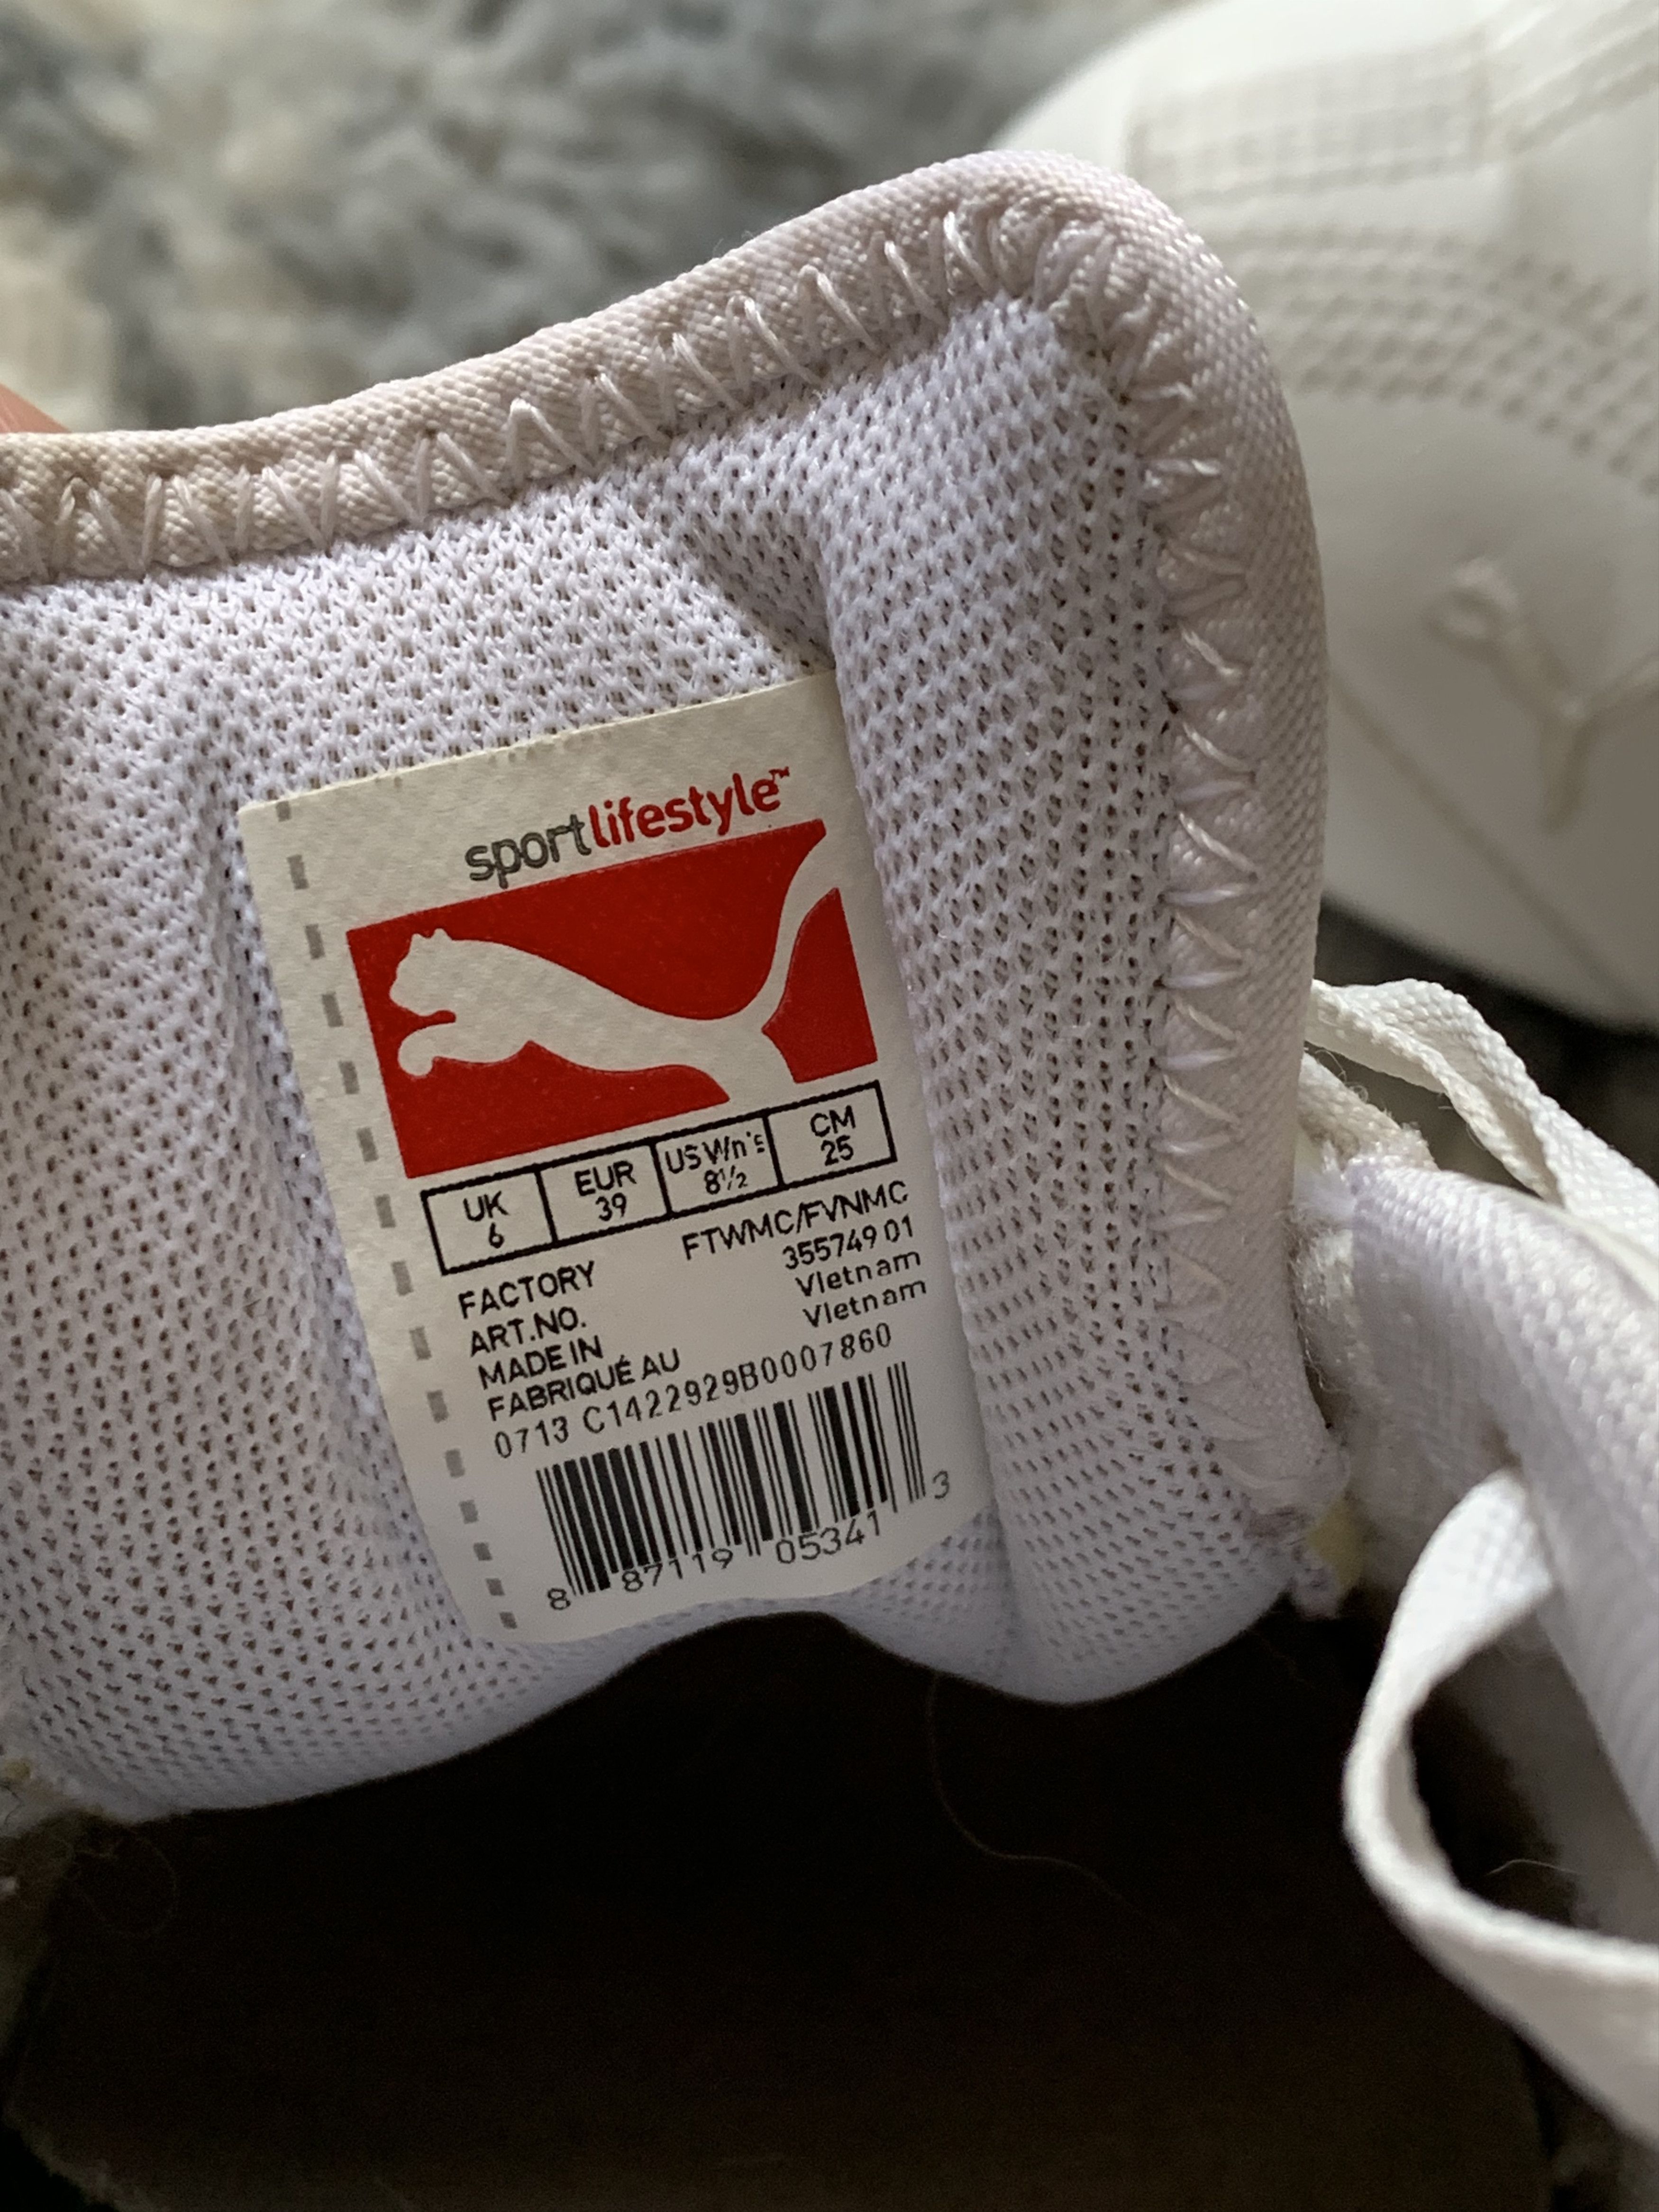 sportlifestyle™
UK EUR US Wn's CM
6 39 8½ 25
FACTORY FTWMC/FVNMC
ART.NO. 355749 01
MADE IN Vietnam
FABRIQUÉ AU Vietnam
0713 C1422929B0007860
8 87119 05341 3